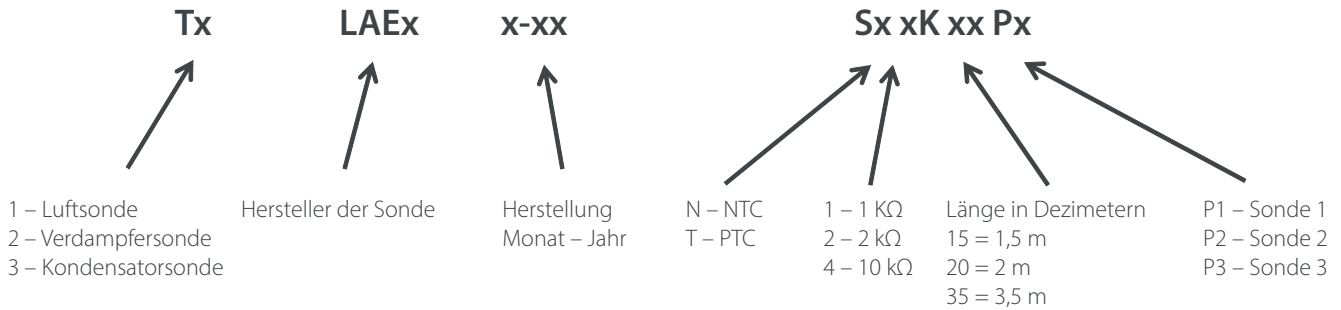 Tx LAEx x-xx Sx xK xx Px
1 – Luftsonde
2 – Verdampfersonde
3 – Kondensatorsonde
Hersteller der Sonde
Herstellung
Monat – Jahr
N – NTC
T – PTC
1 – 1 KΩ
2 – 2 kΩ
4 – 10 kΩ
Länge in Dezimetern
15 = 1,5 m
20 = 2 m
35 = 3,5 m
P1 – Sonde 1
P2 – Sonde 2
P3 – Sonde 3